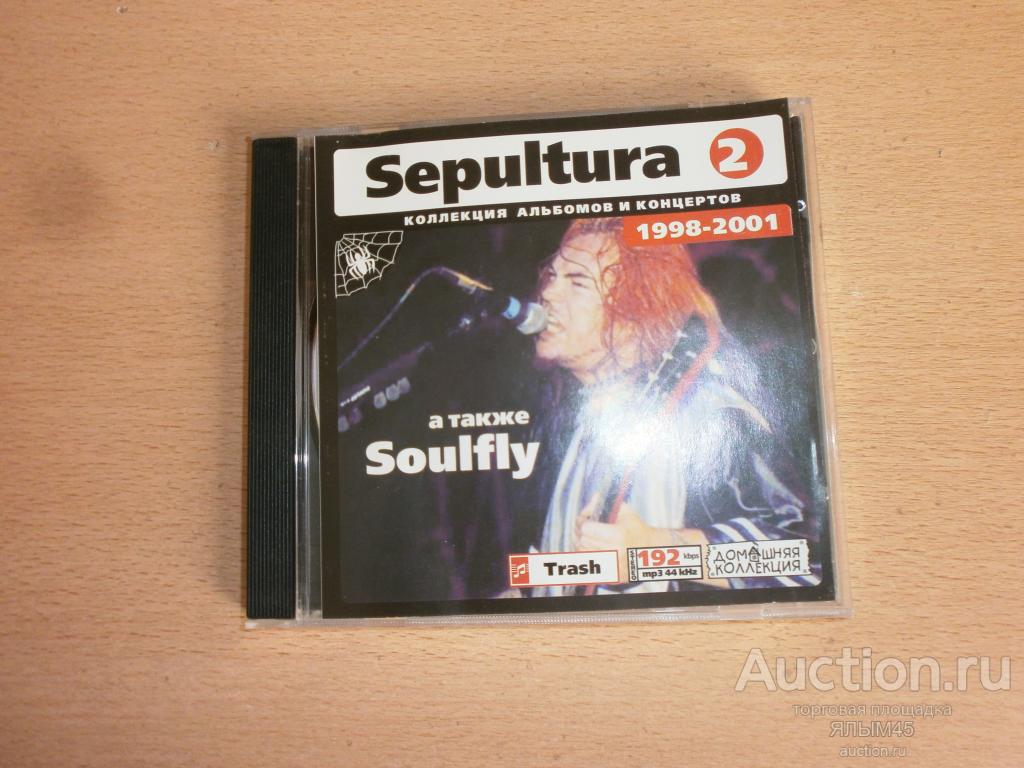 Sepultura 2
КОЛЛЕКЦИЯ АЛЬБОМОВ И КОНЦЕРТОВ
1998-2001
а также
Soulfly
Trash
STEREO
192 kbps
mp3 44 kHz
ДОМАШНЯЯ
КОЛЛЕКЦИЯ
Auction.ru
торговая площадка
ЯЛЫМ45
auction.ru